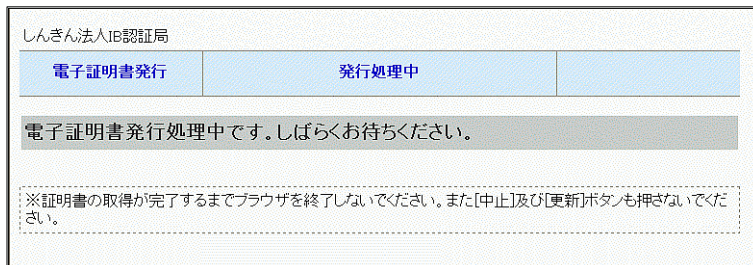 しんきん法人IB認証局
電子証明書発行
発行処理中
電子証明書発行処理中です。しばらくお待ちください。
※証明書の取得が完了するまでブラウザを終了しないでください。また[中止]及び[更新]ボタンも押さないでくだ
さい。